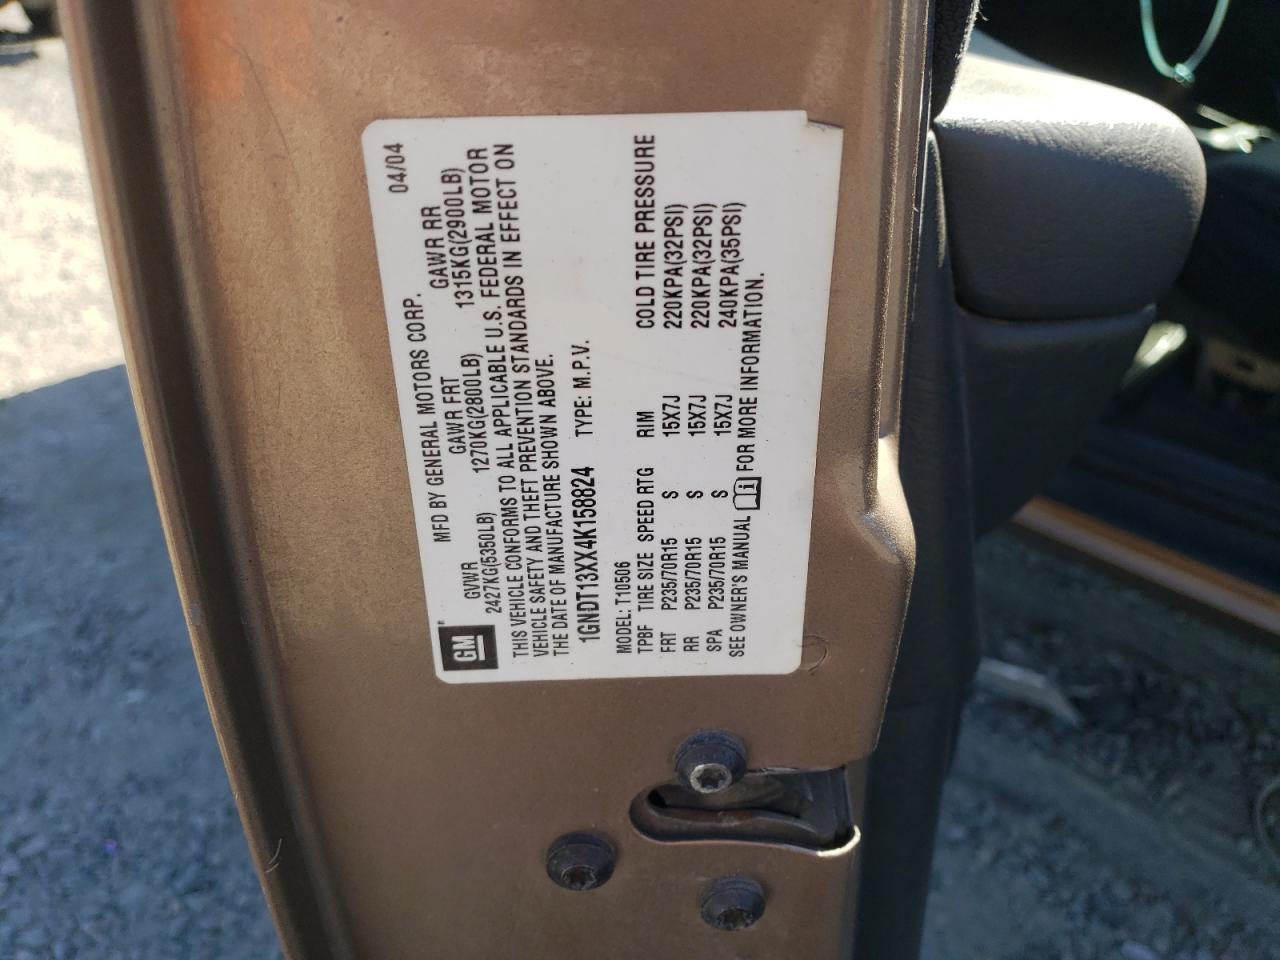 MFD BY GENERAL MOTORS CORP. 04/04
GVWR GAWR FRT GAWR RR
2427KG(5350LB) 1270KG(2800LB) 1315KG(2900LB)
THIS VEHICLE CONFORMS TO ALL APPLICABLE U.S. FEDERAL MOTOR
VEHICLE SAFETY AND THEFT PREVENTION STANDARDS IN EFFECT ON
THE DATE OF MANUFACTURE SHOWN ABOVE.
GM
1GNDT13XX4K158824 TYPE: M.P.V.
MODEL: T10506
TPBF TIRE SIZE SPEED RTG RIM COLD TIRE PRESSURE
FRT P235/70R15 S 15X7J 220KPA(32PSI)
RR P235/70R15 S 15X7J 220KPA(32PSI)
SPA P235/70R15 S 15X7J 240KPA(35PSI)
SEE OWNER'S MANUAL i FOR MORE INFORMATION.